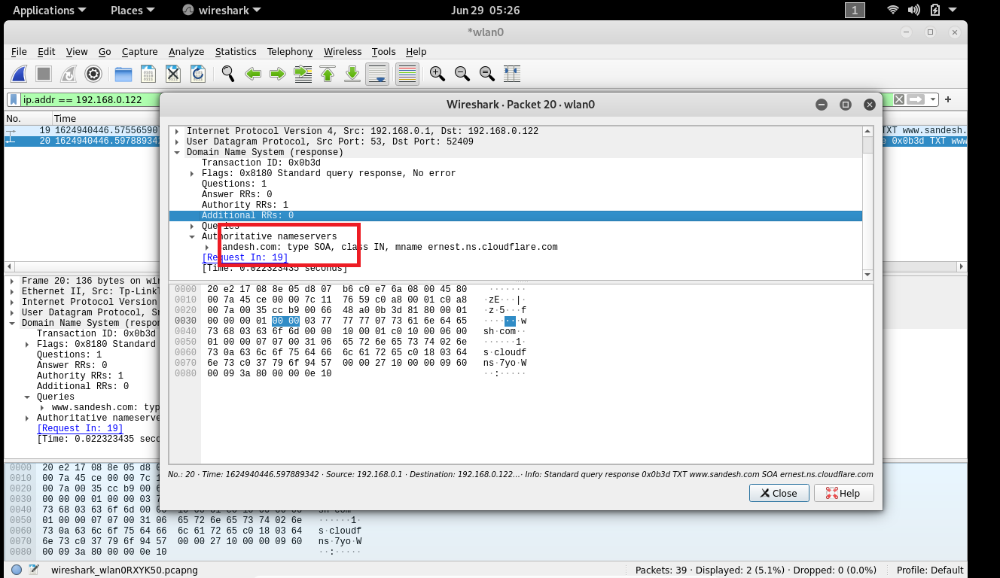 Applications Places wireshark Jun 29 05:26 1
*wlan0
File Edit View Go Capture Analyze Statistics Telephony Wireless Tools Help
ip.addr == 192.168.0.122
Wireshark · Packet 20 · wlan0
No. Time
19 1624940446.575565907
TXT www.sandesh.
20 1624940446.597889342
0x0b3d TXT www
Internet Protocol Version 4, Src: 192.168.0.1, Dst: 192.168.0.122
User Datagram Protocol, Src Port: 53, Dst Port: 52409
Domain Name System (response)
Transaction ID: 0x0b3d
Flags: 0x8180 Standard query response, No error
Questions: 1
Answer RRs: 0
Authority RRs: 1
Additional RRs: 0
Queries
Authoritative nameservers
andesh.com: type SOA, class IN, mname ernest.ns.cloudflare.com
[Request In: 19]
[Time: 0.022323435 seconds]
0000 20 e2 17 08 8e 05 d8 07 b6 c0 e7 6a 08 00 45 80 ·······
0010 00 7a 45 ce 00 00 7c 11 76 59 c0 a8 00 01 c0 a8 ·zE···|·
0020 00 7a 00 35 cc b9 00 66 48 a0 0b 3d 81 80 00 01 ·z·5···f
0030 00 00 00 01 00 00 03 77 77 77 07 73 61 6e 64 65 ·······w
0040 73 68 03 63 6f 6d 00 00 10 00 01 c0 10 00 06 00 sh·com··
0050 01 00 00 07 07 00 31 06 65 72 6e 65 73 74 02 6e ······1·
0060 73 0a 63 6c 6f 75 64 66 6c 61 72 65 c0 18 03 64 s·cloudf
0070 6e 73 c0 37 79 6f 94 57 00 00 27 10 00 00 09 60 ns·7yo·W
0080 00 09 3a 80 00 00 0e 10 ··:·····
No.: 20 · Time: 1624940446.597889342 · Source: 192.168.0.1 · Destination: 192.168.0.122…· Info: Standard query response 0x0b3d TXT www.sandesh.com SOA ernest.ns.cloudflare.com
Close Help
Frame 20: 136 bytes on wi
Ethernet II, Src: Tp-LinkT
Internet Protocol Version
User Datagram Protocol, S
Domain Name System (respon
Transaction ID: 0x0b3d
Flags: 0x8180 Standard
Questions: 1
Answer RRs: 0
Authority RRs: 1
Additional RRs: 0
Queries
www.sandesh.com: typ
Authoritative nameserve
[Request In: 19]
[Time: 0.022323435 seco
0000 20 e2 17 08 8e 05 d8
0010 00 7a 45 ce 00 00 7c
0020 00 7a 00 35 cc b9 00
0030 00 00 00 01 00 00 03
0040 73 68 03 63 6f 6d 00
0050 01 00 00 07 07 00 31 06 65 72 6e 65 73 74 02 6e ······1·
0060 73 0a 63 6c 6f 75 64 66 6c 61 72 65 c0 18 03 64 s·cloudf
0070 6e 73 c0 37 79 6f 94 57 00 00 27 10 00 00 09 60 ns·7yo·W
0080 00 09 3a 80 00 00 0e 10 ··:·····
wireshark_wlan0RXYK50.pcapng Packets: 39 · Displayed: 2 (5.1%) · Dropped: 0 (0.0%) Profile: Default